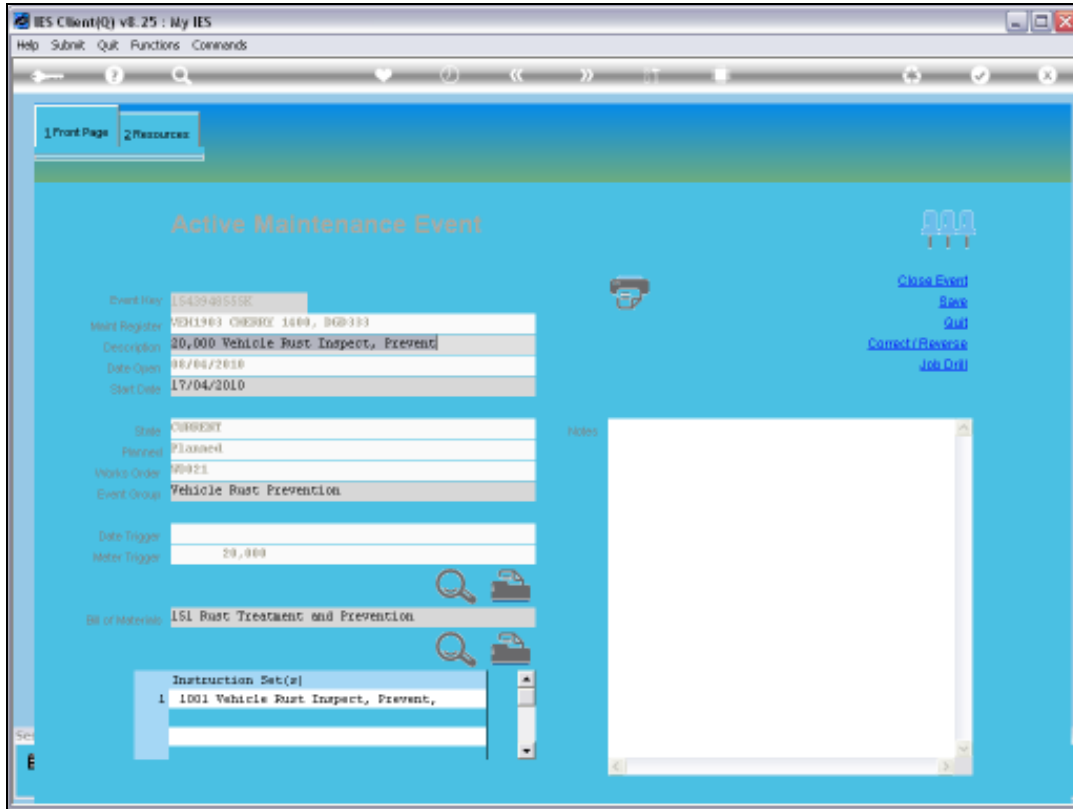 IES Client(Q) v8.25 : My IES
Help Submit Quit Functions Commands
1 Front Page 2 Resources
Active Maintenance Event
Close Event
Save
Quit
Correct / Reverse
Job Drill
Event Key 1543948555K
Maint Register VEH1903 CHERRY 1600, DGD333
Description 20,000 Vehicle Rust Inspect, Prevent
Date Open 08/06/2010
Start Date 17/04/2010
State CURRENT
Planned Planned
Works Order W0021
Event Group Vehicle Rust Prevention
Notes
Date Trigger
Meter Trigger 20,000
Bill of Materials 151 Rust Treatment and Prevention
Instruction Set(s)
1 1001 Vehicle Rust Inspect, Prevent,